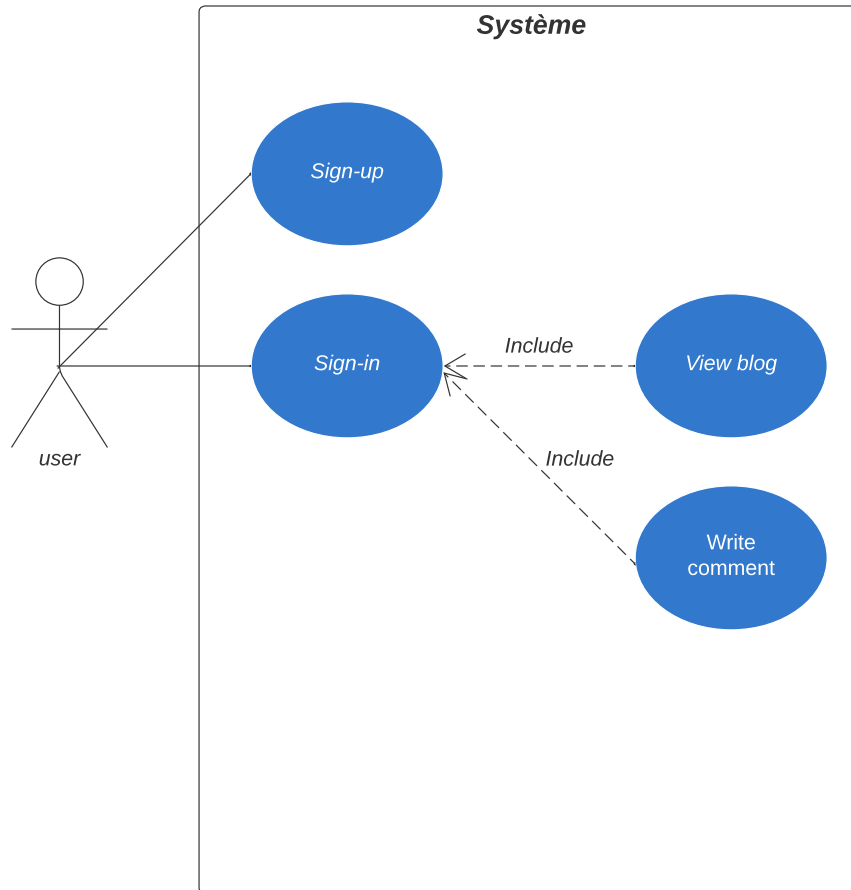 Système
Sign-up
Sign-in
Include
View blog
user
Include
Write
comment